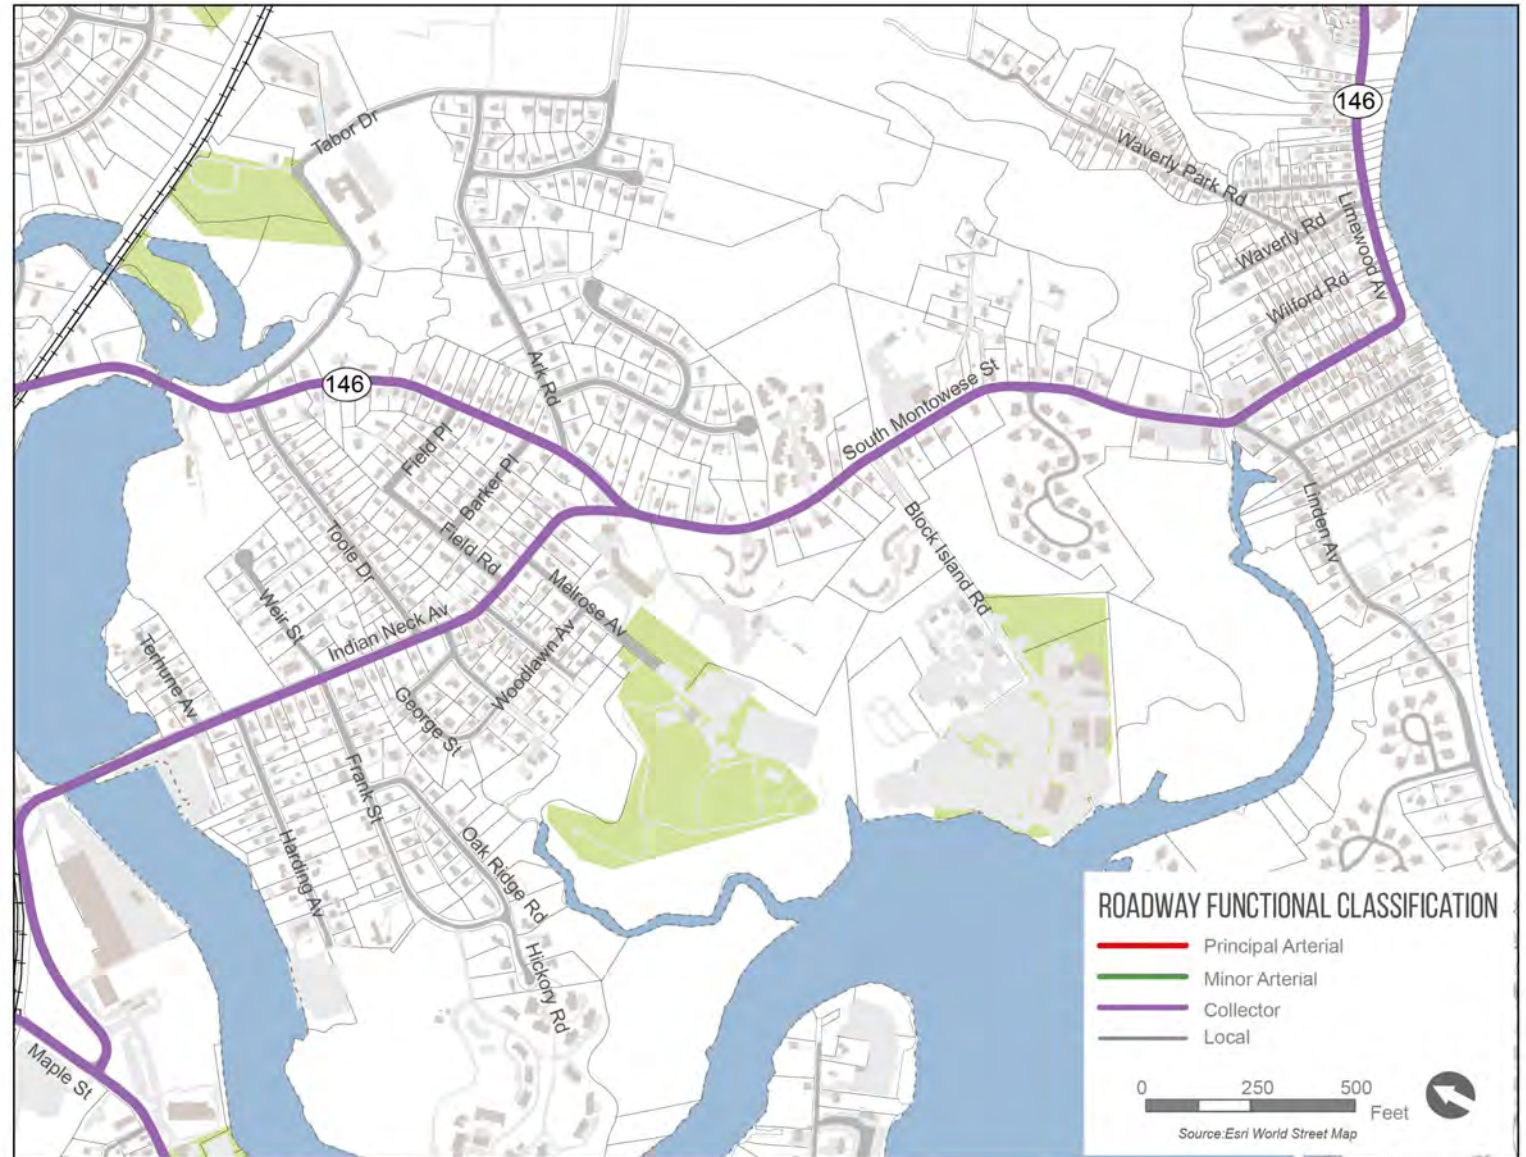 146
Tabor Dr
Waverly Park Rd
Limewood Av
Waverly Rd
Wilford Rd
146
Ark Rd
South Montowese St
Field Pl
Barker Pl
Field Rd
Toole Dr
Block Island Rd
Linden Av
Melrose Av
Weir St
Indian Neck Av
Woodlawn Av
Terhune Av
George St
Frank St
Oak Ridge Rd
Harding Av
Hickory Rd
Maple St
ROADWAY FUNCTIONAL CLASSIFICATION
Principal Arterial
Minor Arterial
Collector
Local
0 250 500
Feet
Source:Esri World Street Map